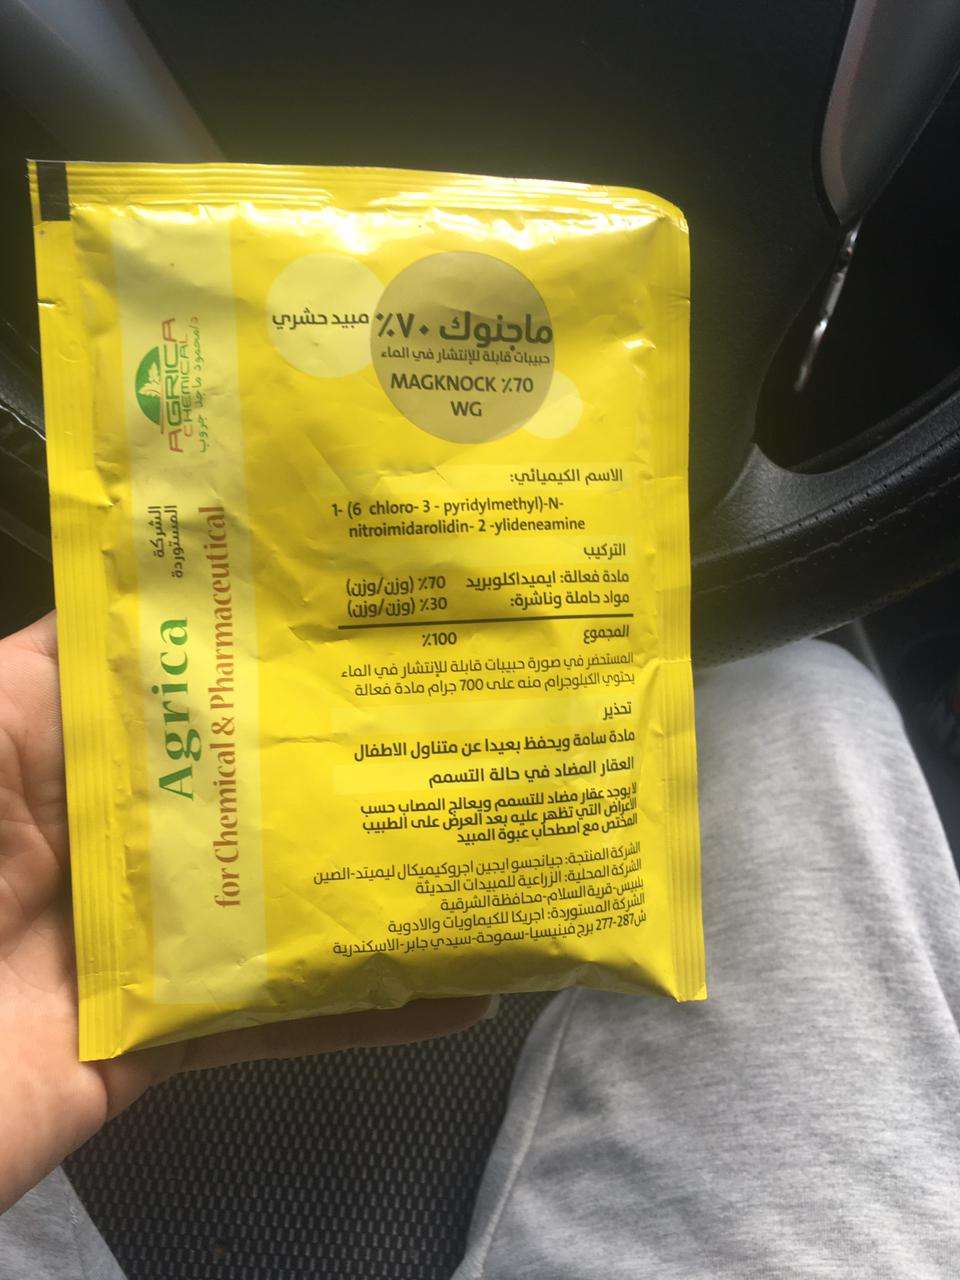 ماجنوك ٧٠٪ مبيد حشري
حبيبات قابلة للإنتشار في الماء
MAGKNOCK ٪70
WG
الاسم الكيميائي:
1- (6 chloro- 3 - pyridylmethyl)-N-
nitroimidarolidin- 2 -ylideneamine
التركيب
مادة فعالة: ايميداكلوبريد 70٪ (وزن/وزن)
مواد حاملة وناشرة: 30٪ (وزن/وزن)
المجموع 100٪
المستحضر في صورة حبيبات قابلة للإنتشار في الماء
يحتوي الكيلوجرام منه على 700 جرام مادة فعالة
تحذير
مادة سامة ويحفظ بعيدا عن متناول الاطفال
العقار المضاد في حالة التسمم
لا يوجد عقار مضاد للتسمم ويعالج المصاب حسب
الأعراض التي تظهر عليه بعد العرض على الطبيب
المختص مع اصطحاب عبوة المبيد
الشركة المنتجة: جيانجسو ايجين اجروكيميكال ليميتد-الصين
الشركة المحلية: الزراعية للمبيدات الحديثة
بلبيس-قرية السلام-محافظة الشرقية
الشركة المستوردة: اجريكا للكيماويات والادوية
ش287-277 برج فينيسيا-سموحة-سيدي جابر-الاسكندرية
AGRICA
CHEMICAL
د/محمود ماجد جروب
الشركة
المستوردة
Agrica
for Chemical & Pharmaceutical